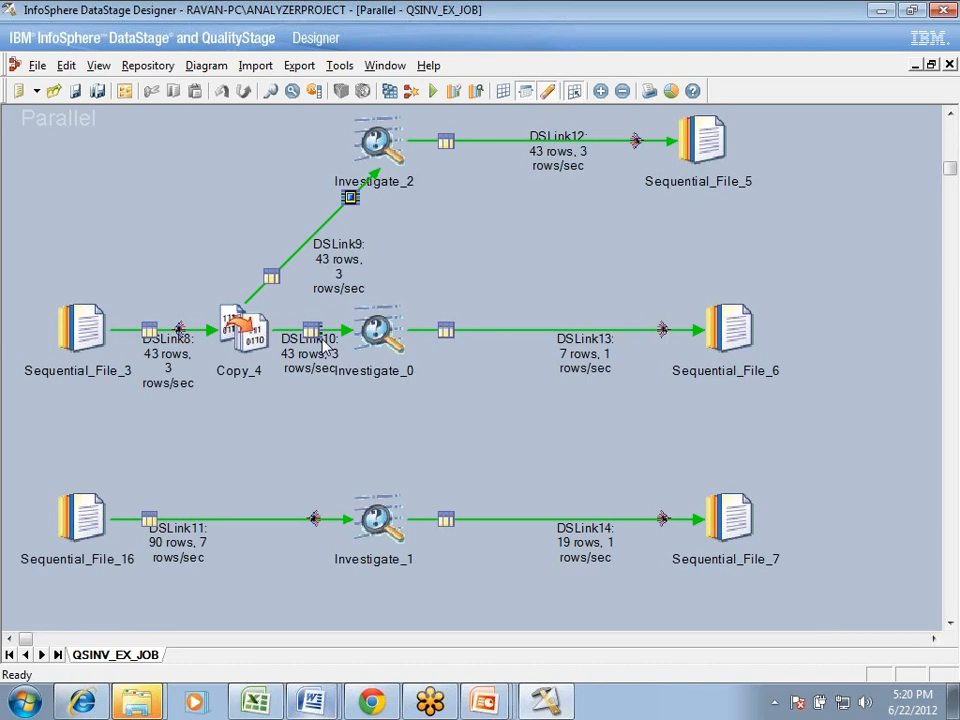 InfoSphere DataStage Designer - RAVAN-PC\ANALYZERPROJECT - [Parallel - QSINV_EX_JOB]
IBM® InfoSphere™ DataStage® and QualityStage Designer
IBM.
File Edit View Repository Diagram Import Export Tools Window Help
Parallel
DSLink12:
43 rows, 3
rows/sec
Investigate_2
Sequential_File_5
DSLink9:
43 rows,
3
rows/sec
DSLink8:
43 rows,
3
rows/sec
DSLink10:
43 rows, 3
rows/sec
DSLink13:
7 rows, 1
rows/sec
Sequential_File_3
Copy_4
Investigate_0
Sequential_File_6
DSLink11:
90 rows, 7
rows/sec
DSLink14:
19 rows, 1
rows/sec
Sequential_File_16
Investigate_1
Sequential_File_7
QSINV_EX_JOB
Ready
5:20 PM
6/22/2012